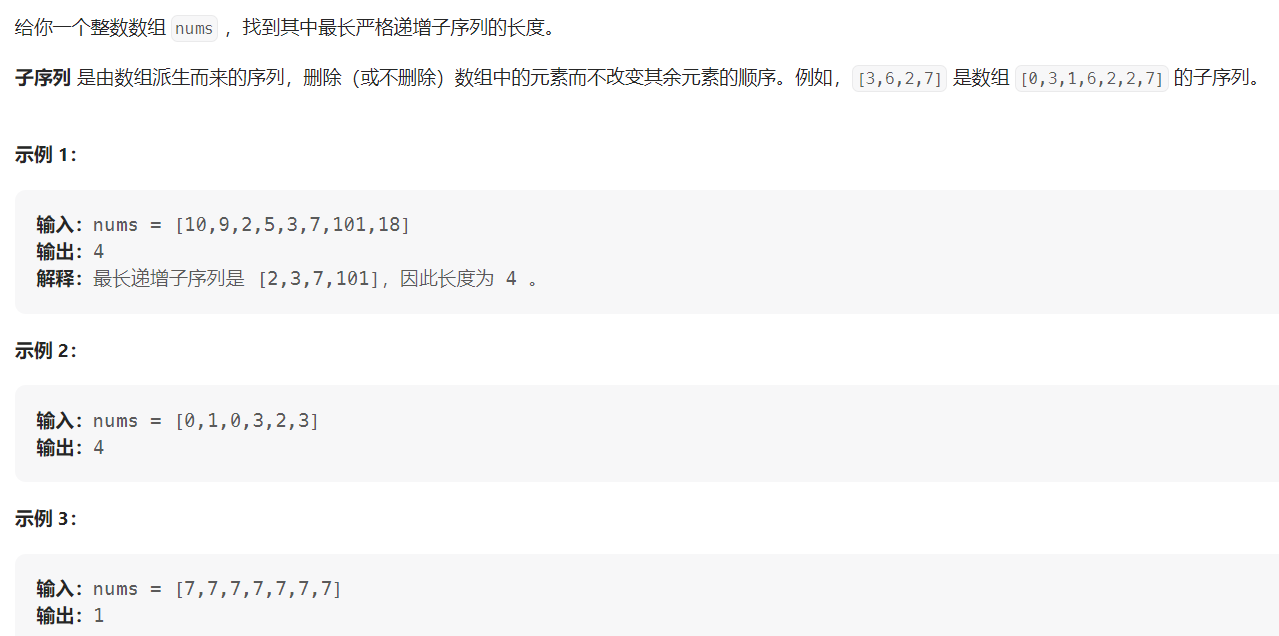 给你一个整数数组 nums ，找到其中最长严格递增子序列的长度。
子序列 是由数组派生而来的序列，删除（或不删除）数组中的元素而不改变其余元素的顺序。例如，[3,6,2,7] 是数组 [0,3,1,6,2,2,7] 的子序列。
示例 1：
输入：nums = [10,9,2,5,3,7,101,18]
输出：4
解释：最长递增子序列是 [2,3,7,101]，因此长度为 4 。
示例 2：
输入：nums = [0,1,0,3,2,3]
输出：4
示例 3：
输入：nums = [7,7,7,7,7,7,7]
输出：1